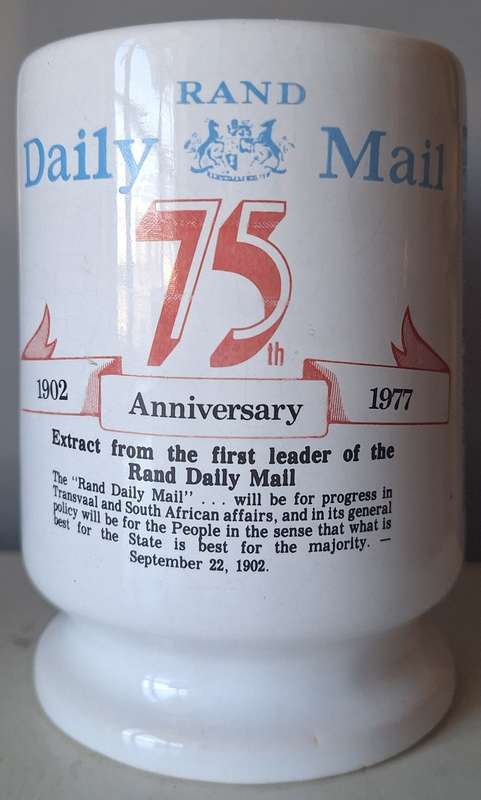 RAND
Daily Mail
75th
1902 Anniversary 1977
Extract from the first leader of the
Rand Daily Mail
The "Rand Daily Mail" . . . will be for progress in
Transvaal and South African affairs, and in its general
policy will be for the People in the sense that what is
best for the State is best for the majority. —
September 22, 1902.